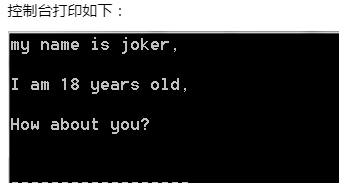 控制台打印如下：
my name is joker,
I am 18 years old,
How about you?
--------------------